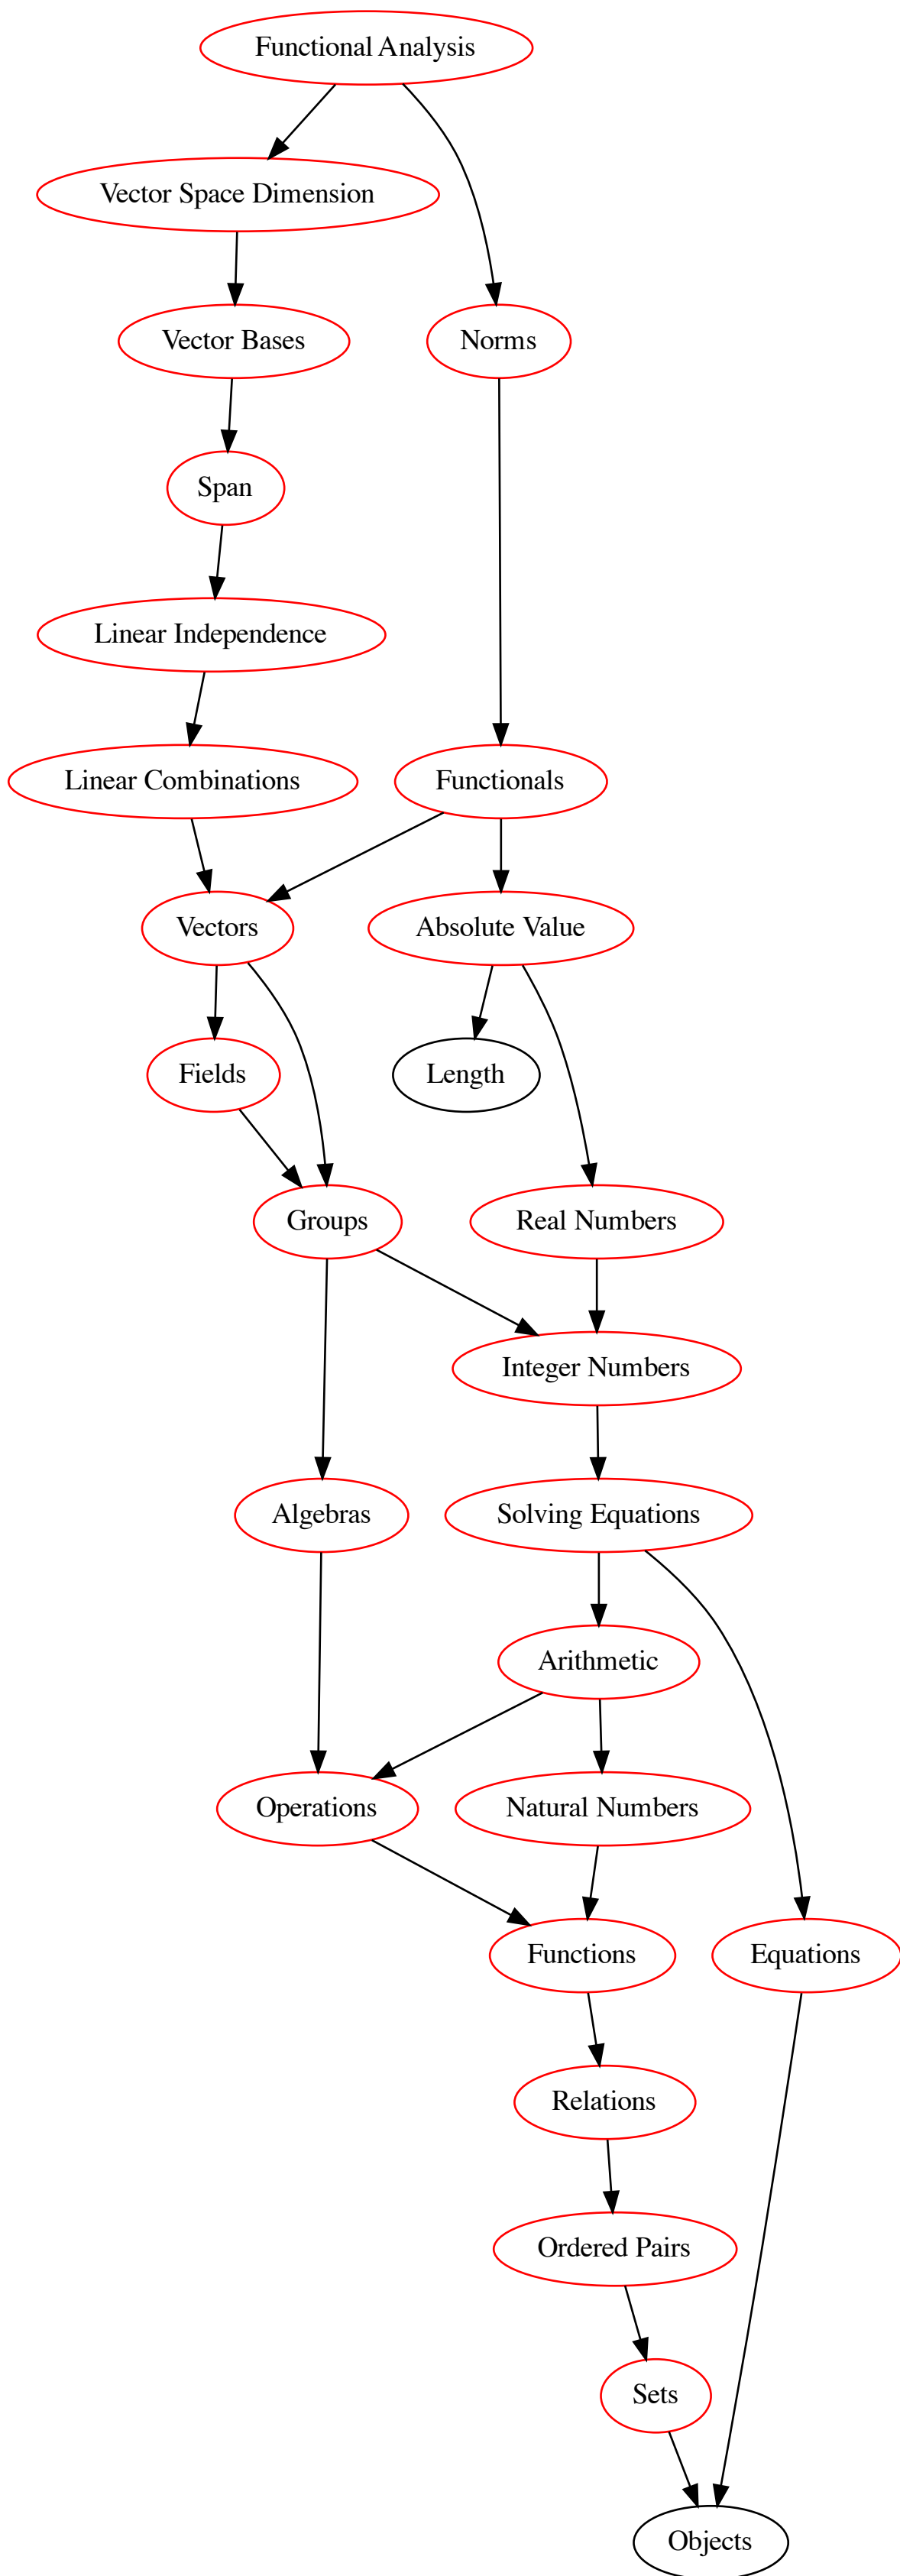 Functional Analysis
Vector Space Dimension
Vector Bases
Norms
Span
Linear Independence
Linear Combinations
Functionals
Vectors
Absolute Value
Fields
Length
Groups
Real Numbers
Integer Numbers
Algebras
Solving Equations
Arithmetic
Operations
Natural Numbers
Functions
Equations
Relations
Ordered Pairs
Sets
Objects